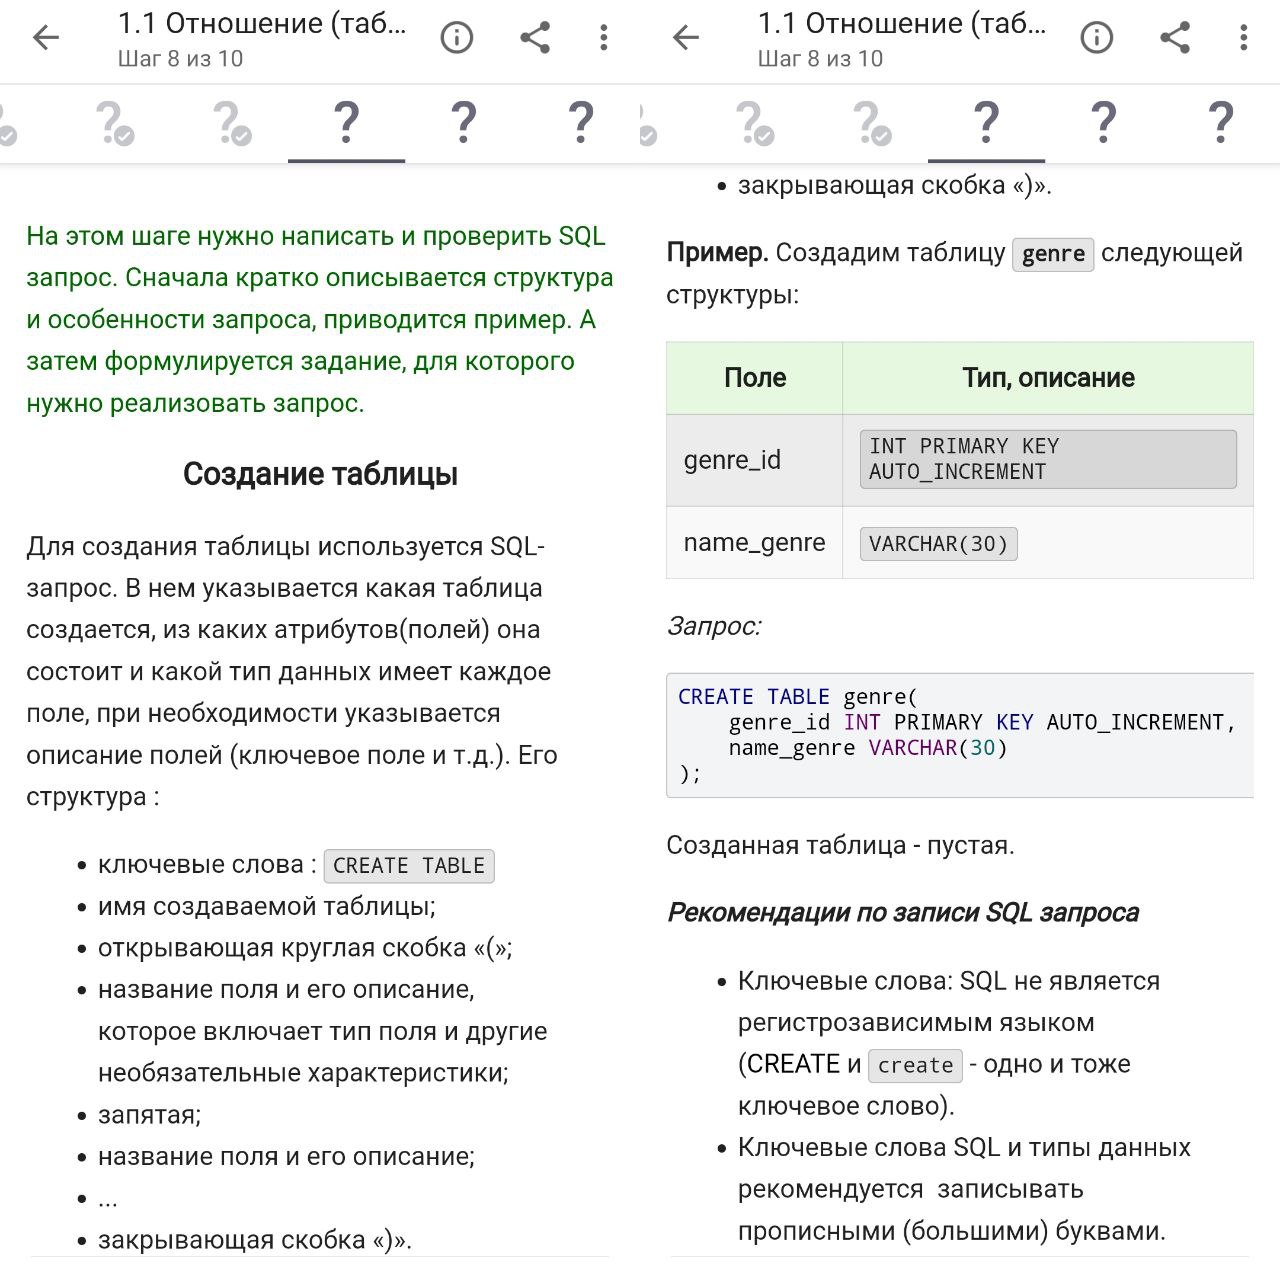 1.1 Отношение (таб...
Шаг 8 из 10
На этом шаге нужно написать и проверить SQL
запрос. Сначала кратко описывается структура
и особенности запроса, приводится пример. А
затем формулируется задание, для которого
нужно реализовать запрос.
Создание таблицы
Для создания таблицы используется SQL-
запрос. В нем указывается какая таблица
создается, из каких атрибутов(полей) она
состоит и какой тип данных имеет каждое
поле, при необходимости указывается
описание полей (ключевое поле и т.д.). Его
структура :
• ключевые слова : CREATE TABLE
• имя создаваемой таблицы;
• открывающая круглая скобка «(»;
• название поля и его описание,
которое включает тип поля и другие
необязательные характеристики;
• запятая;
• название поля и его описание;
• ...
• закрывающая скобка «)».
1.1 Отношение (таб...
Шаг 8 из 10
• закрывающая скобка «)».
Пример. Создадим таблицу genre следующей
структуры:
Поле Тип, описание
genre_id INT PRIMARY KEY
AUTO_INCREMENT
name_genre VARCHAR(30)
Запрос:
CREATE TABLE genre(
genre_id INT PRIMARY KEY AUTO_INCREMENT,
name_genre VARCHAR(30)
);
Созданная таблица - пустая.
Рекомендации по записи SQL запроса
• Ключевые слова: SQL не является
регистрозависимым языком
(CREATE и create - одно и тоже
ключевое слово).
• Ключевые слова SQL и типы данных
рекомендуется записывать
прописными (большими) буквами.